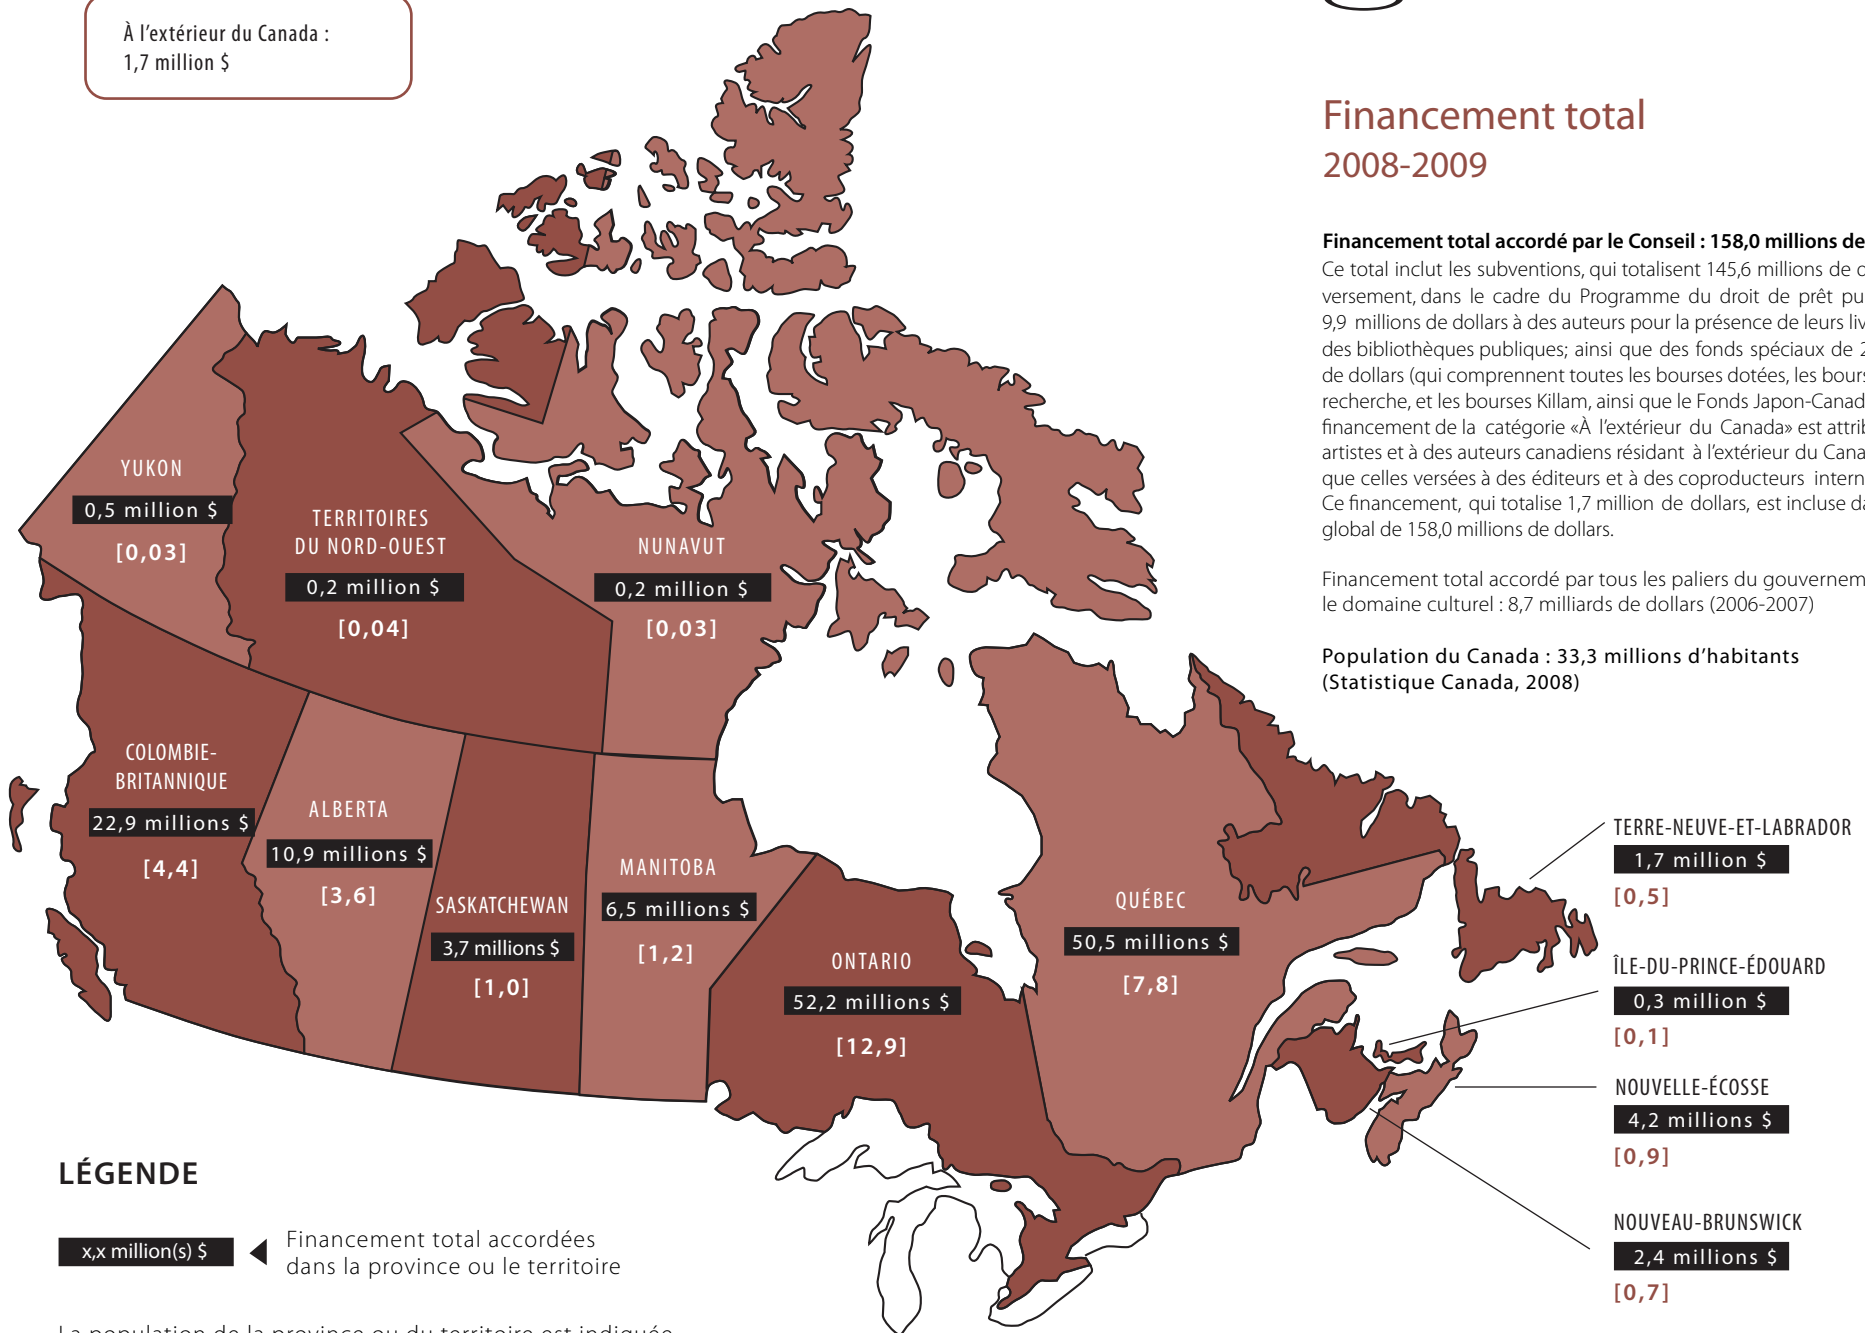 À l'extérieur du Canada :
1,7 million $
Financement total
2008-2009
Financement total accordé par le Conseil : 158,0 millions de
Ce total inclut les subventions, qui totalisent 145,6 millions de
versement, dans le cadre du Programme du droit de prêt
9,9 millions de dollars à des auteurs pour la présence de leurs
des bibliothèques publiques; ainsi que des fonds spéciaux de
de dollars (qui comprennent toutes les bourses dotées, les
recherche, et les bourses Killam, ainsi que le Fonds
financement de la catégorie «À l'extérieur du Canada» est
artistes et à des auteurs canadiens résidant à l'extérieur du
que celles versées à des éditeurs et à des coproducteurs
Ce financement, qui totalise 1,7 million de dollars, est incluse
global de 158,0 millions de dollars.
Financement total accordé par tous les paliers du
le domaine culturel : 8,7 milliards de dollars (2006-2007)
Population du Canada : 33,3 millions d'habitants
(Statistique Canada, 2008)
YUKON
0,5 million $
[0,03]
TERRITOIRES
DU NORD-OUEST
0,2 million $
[0,04]
NUNAVUT
0,2 million $
[0,03]
COLOMBIE-
BRITANNIQUE
22,9 millions $
[4,4]
ALBERTA
10,9 millions $
[3,6]
SASKATCHEWAN
3,7 millions $
[1,0]
MANITOBA
6,5 millions $
[1,2]
ONTARIO
52,2 millions $
[12,9]
QUÉBEC
50,5 millions $
[7,8]
TERRE-NEUVE-ET-LABRADOR
1,7 million $
[0,5]
ÎLE-DU-PRINCE-ÉDOUARD
0,3 million $
[0,1]
NOUVELLE-ÉCOSSE
4,2 millions $
[0,9]
NOUVEAU-BRUNSWICK
2,4 millions $
[0,7]
LÉGENDE
x,x million(s) $
Financement total accordées
dans la province ou le territoire
La population de la province ou du territoire est indiquée